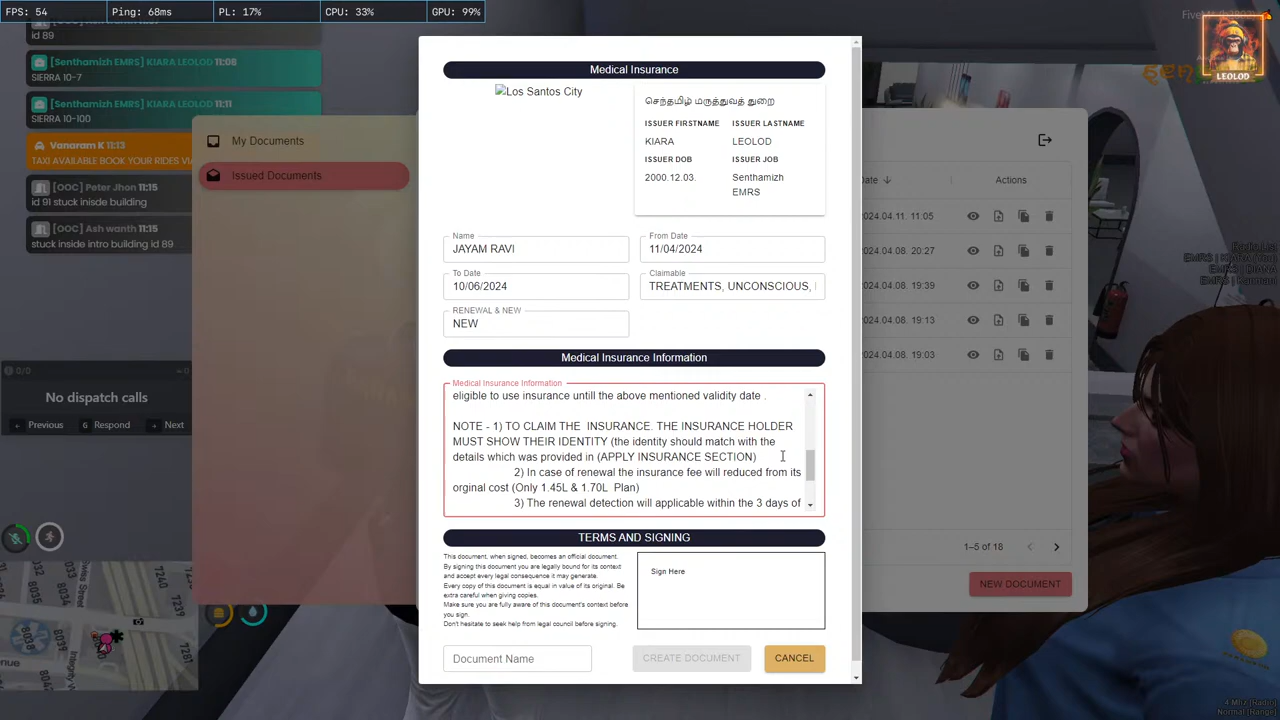 FPS: 54 Ping: 68ms PL: 17% CPU: 33% GPU: 99%
id 89
[Senthamizh EMRS] KIARA LEOLOD 11:08
SIERRA 10-7
[Senthamizh EMRS] KIARA LEOLOD 11:11
SIERRA 10-100
Vanaram K 11:13
TAXI AVAILABLE BOOK YOUR RIDES
[OOC] Peter Jhon 11:15
id 91 stuck inisde building
[OOC] Ash wanth 11:15
stuck inside intro building id 89
0/0
No dispatch calls
← Previous
G Respond
→ Next
My Documents
Issued Documents
Medical Insurance
Los Santos City
செந்தமிழ் மருத்துவத் துறை
ISSUER FIRSTNAME ISSUER LASTNAME
KIARA LEOLOD
ISSUER DOB ISSUER JOB
2000.12.03. Senthamizh
EMRS
Name
JAYAM RAVI
From Date
11/04/2024
To Date
10/06/2024
Claimable
TREATMENTS, UNCONSCIOUS,
RENEWAL & NEW
NEW
Medical Insurance Information
Medical Insurance Information
eligible to use insurance untill the above mentioned validity date .
NOTE - 1) TO CLAIM THE INSURANCE. THE INSURANCE HOLDER
MUST SHOW THEIR IDENTITY (the identity should match with the
details which was provided in (APPLY INSURANCE SECTION)
2) In case of renewal the insurance fee will reduced from its
orginal cost (Only 1.45L & 1.70L Plan)
3) The renewal detection will applicable within the 3 days of
TERMS AND SIGNING
This document, when signed, becomes an official document.
By signing this document you are legally bound for its context
and accept every legal consequence it may generate.
Every copy of this document is equal in value of its original. Be
extra careful when giving copies.
Make sure you are fully aware of this document's context before
you sign.
Don't hesitate to seek help from legal council before signing.
Sign Here
Document Name
CREATE DOCUMENT
CANCEL
Date Actions
2024.04.11. 11:05
2024.04.08. 20:27
2024.04.08. 19:39
2024.04.08. 19:13
2024.04.08. 19:03
1–5 of 18
NEW DOCUMENT
LEOLOD
4 Mhz (Radio)
Normal (Range)
7237
7281